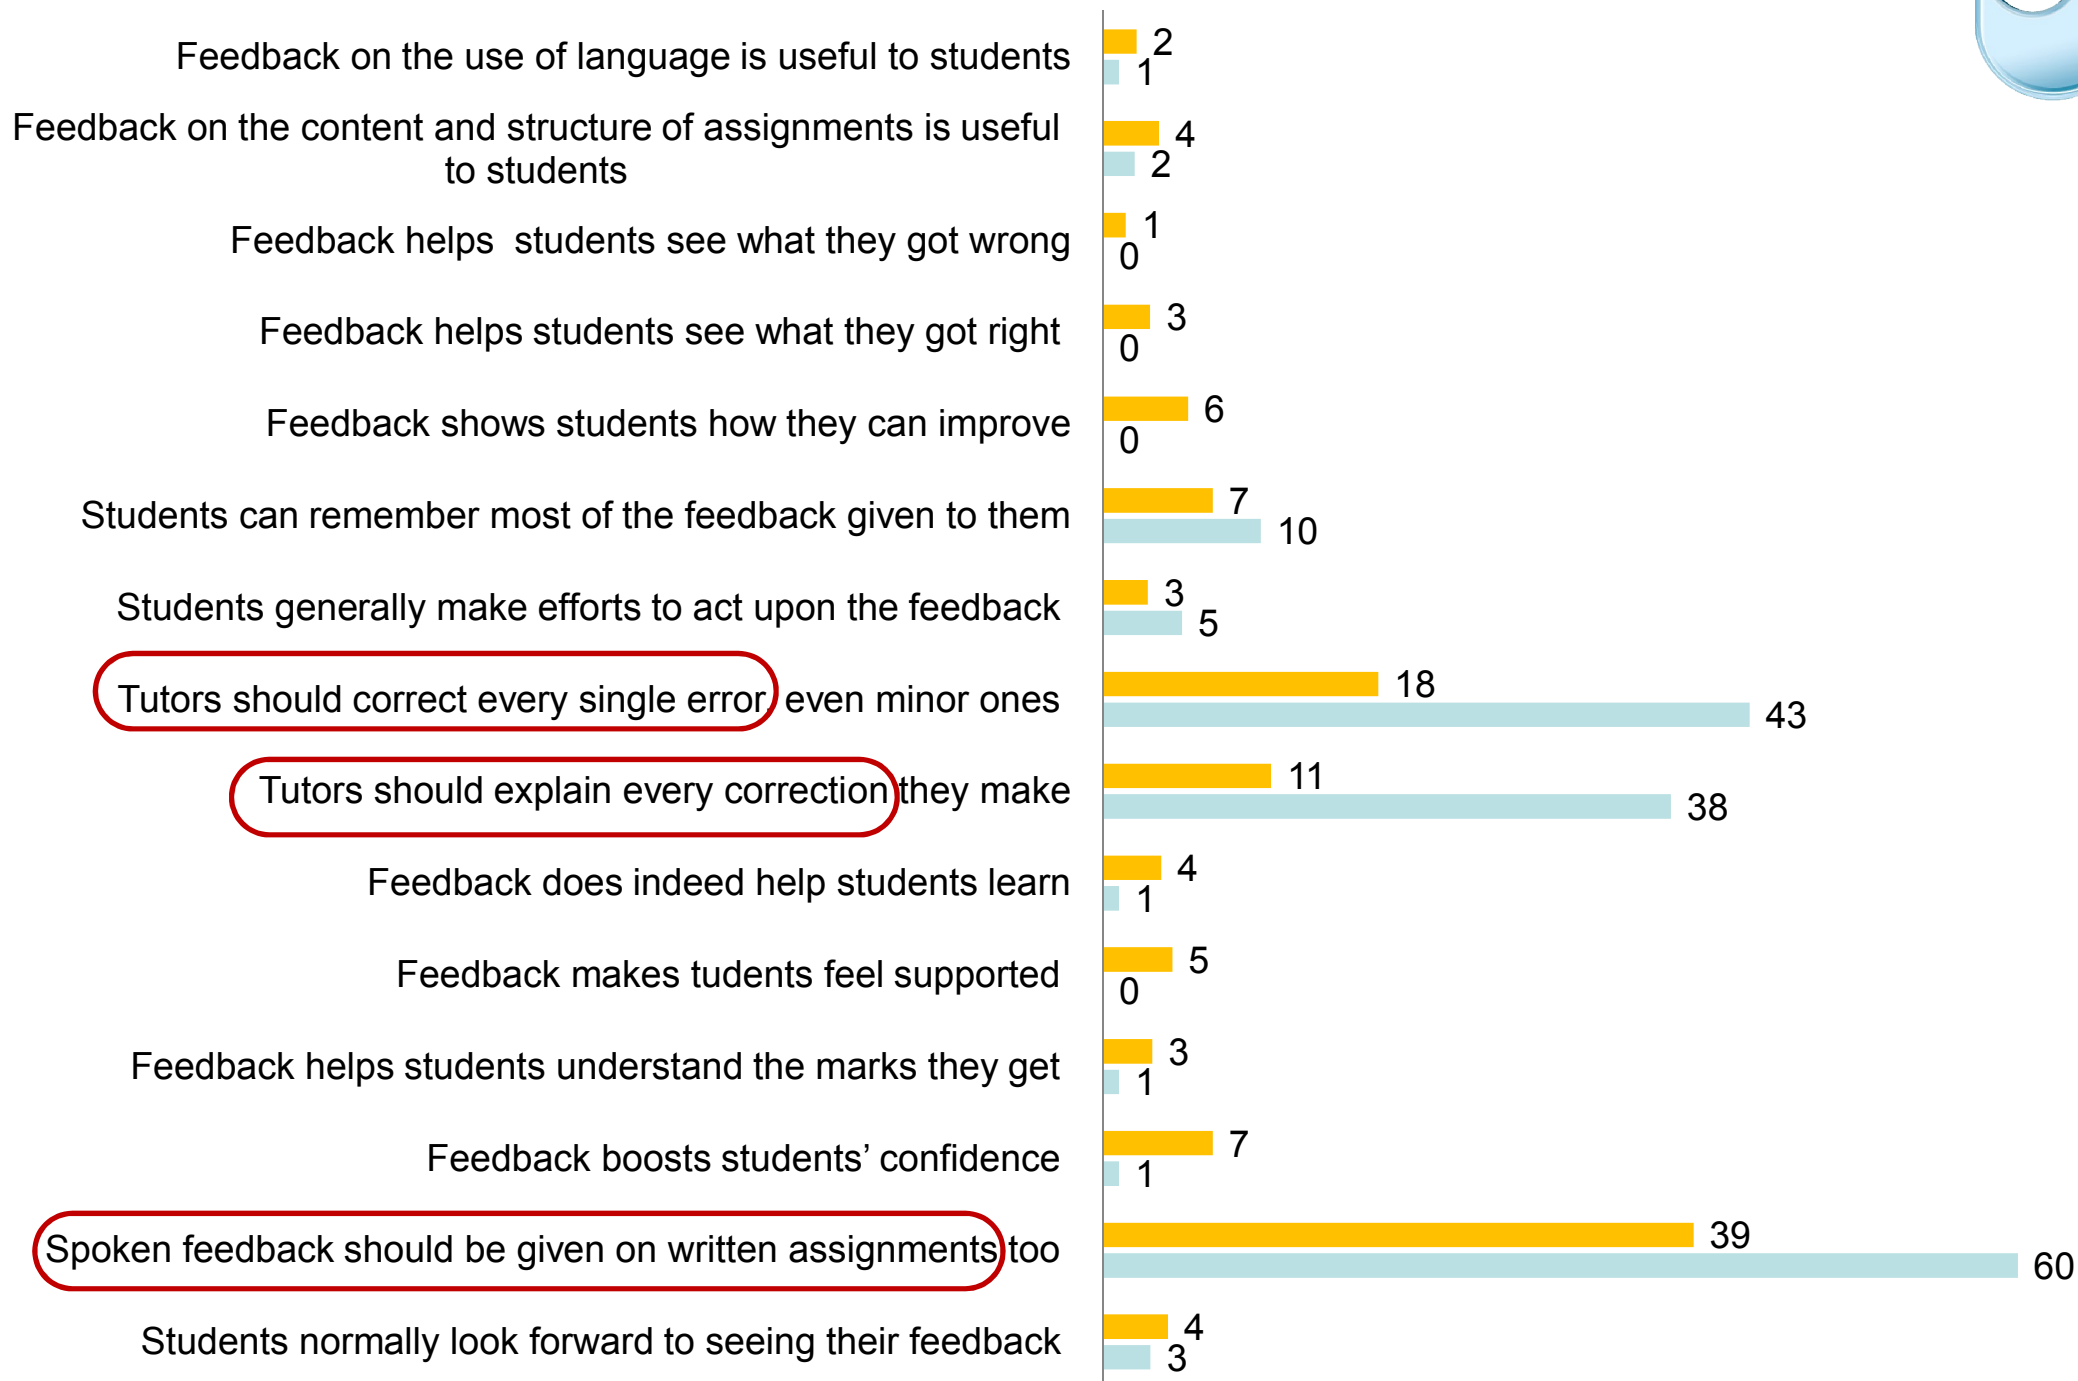 Feedback on the use of language is useful to students
2
1
Feedback on the content and structure of assignments is useful
to students
4
2
Feedback helps  students see what they got wrong
1
0
Feedback helps students see what they got right
3
0
Feedback shows students how they can improve
6
0
Students can remember most of the feedback given to them
7
10
Students generally make efforts to act upon the feedback
3
5
Tutors should correct every single error, even minor ones
18
43
Tutors should explain every correction they make
11
38
Feedback does indeed help students learn
4
1
Feedback makes tudents feel supported
5
0
Feedback helps students understand the marks they get
3
1
Feedback boosts students’ confidence
7
1
Spoken feedback should be given on written assignments too
39
60
Students normally look forward to seeing their feedback
4
3